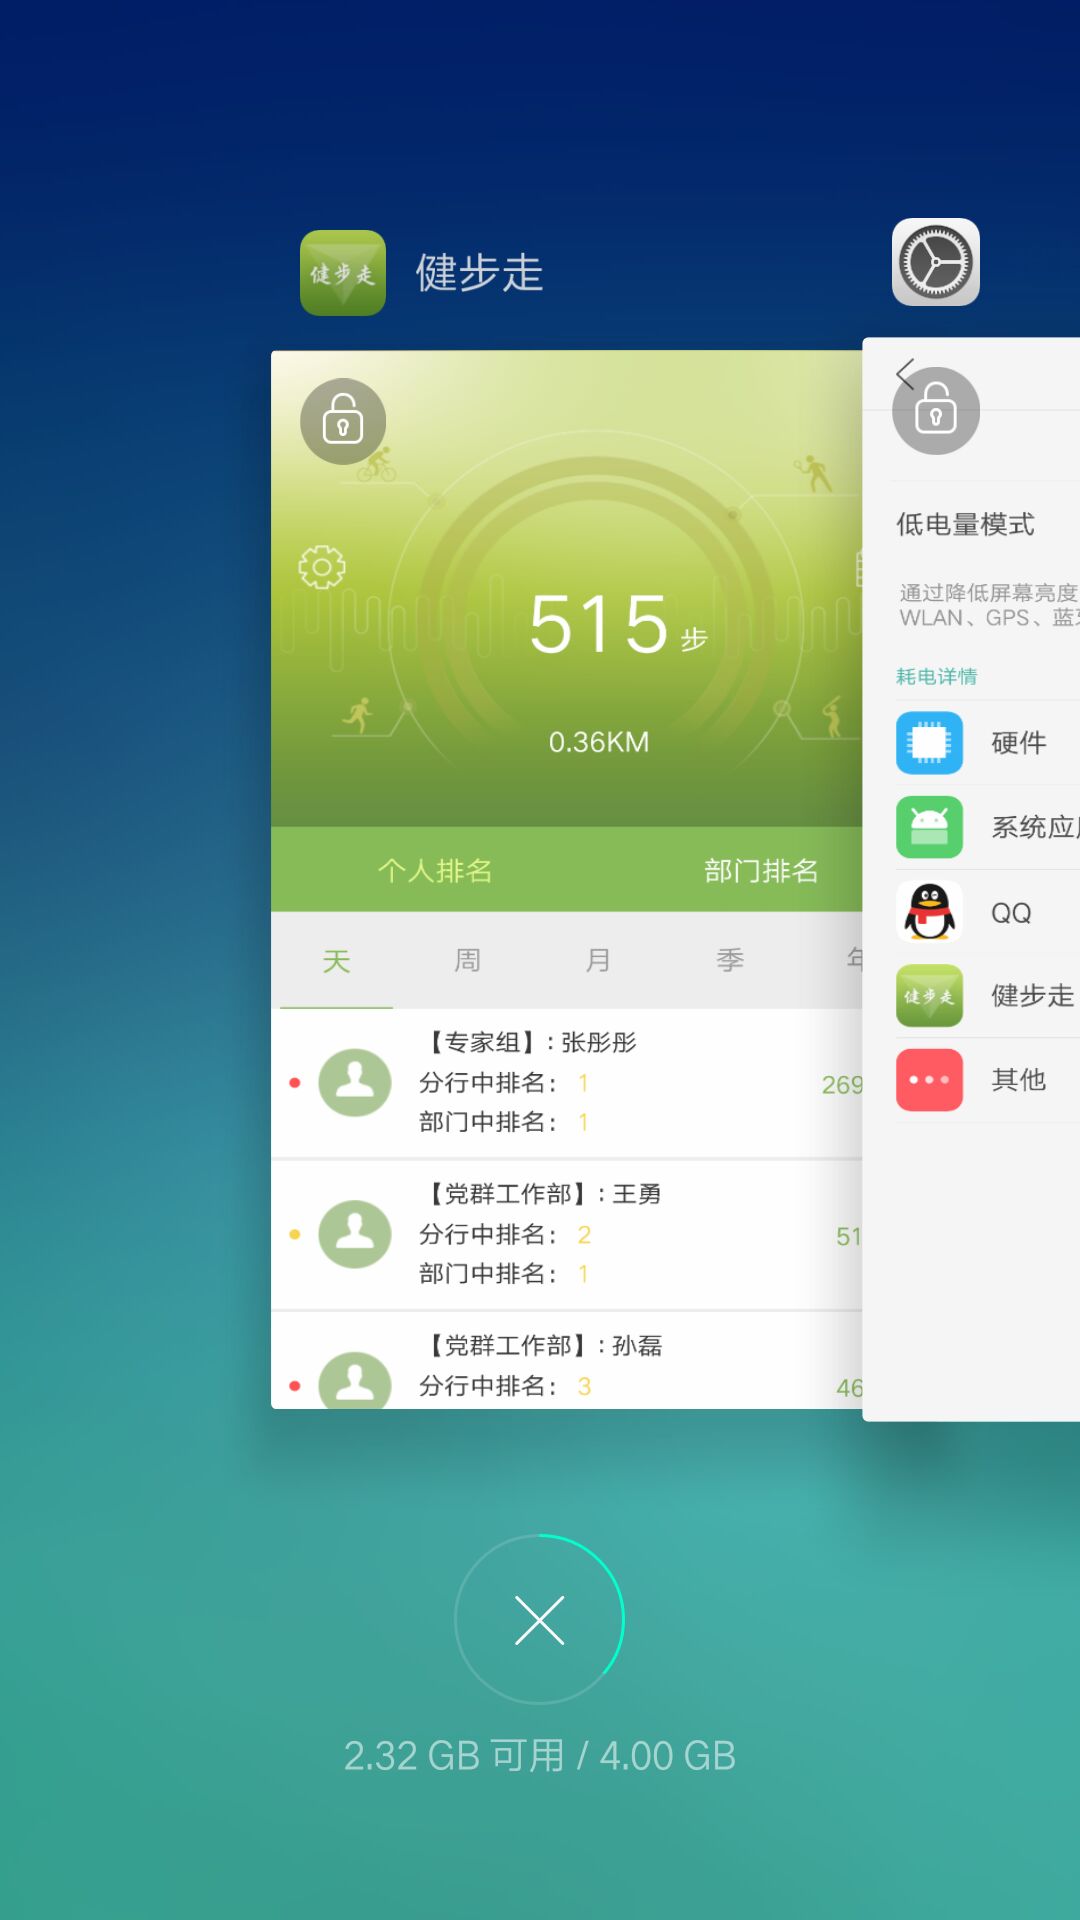 健步走
健步走
515 步
0.36KM
个人排名 部门排名
天 周 月 季
【专家组】: 张彤彤
分行中排名: 1
部门中排名: 1
269
【党群工作部】: 王勇
分行中排名: 2
部门中排名: 1
51
【党群工作部】: 孙磊
分行中排名: 3
46
低电量模式
通过降低屏幕亮度
WLAN、GPS、蓝
耗电详情
硬件
系统应
QQ
健步走
健步走
其他
2.32 GB 可用 / 4.00 GB